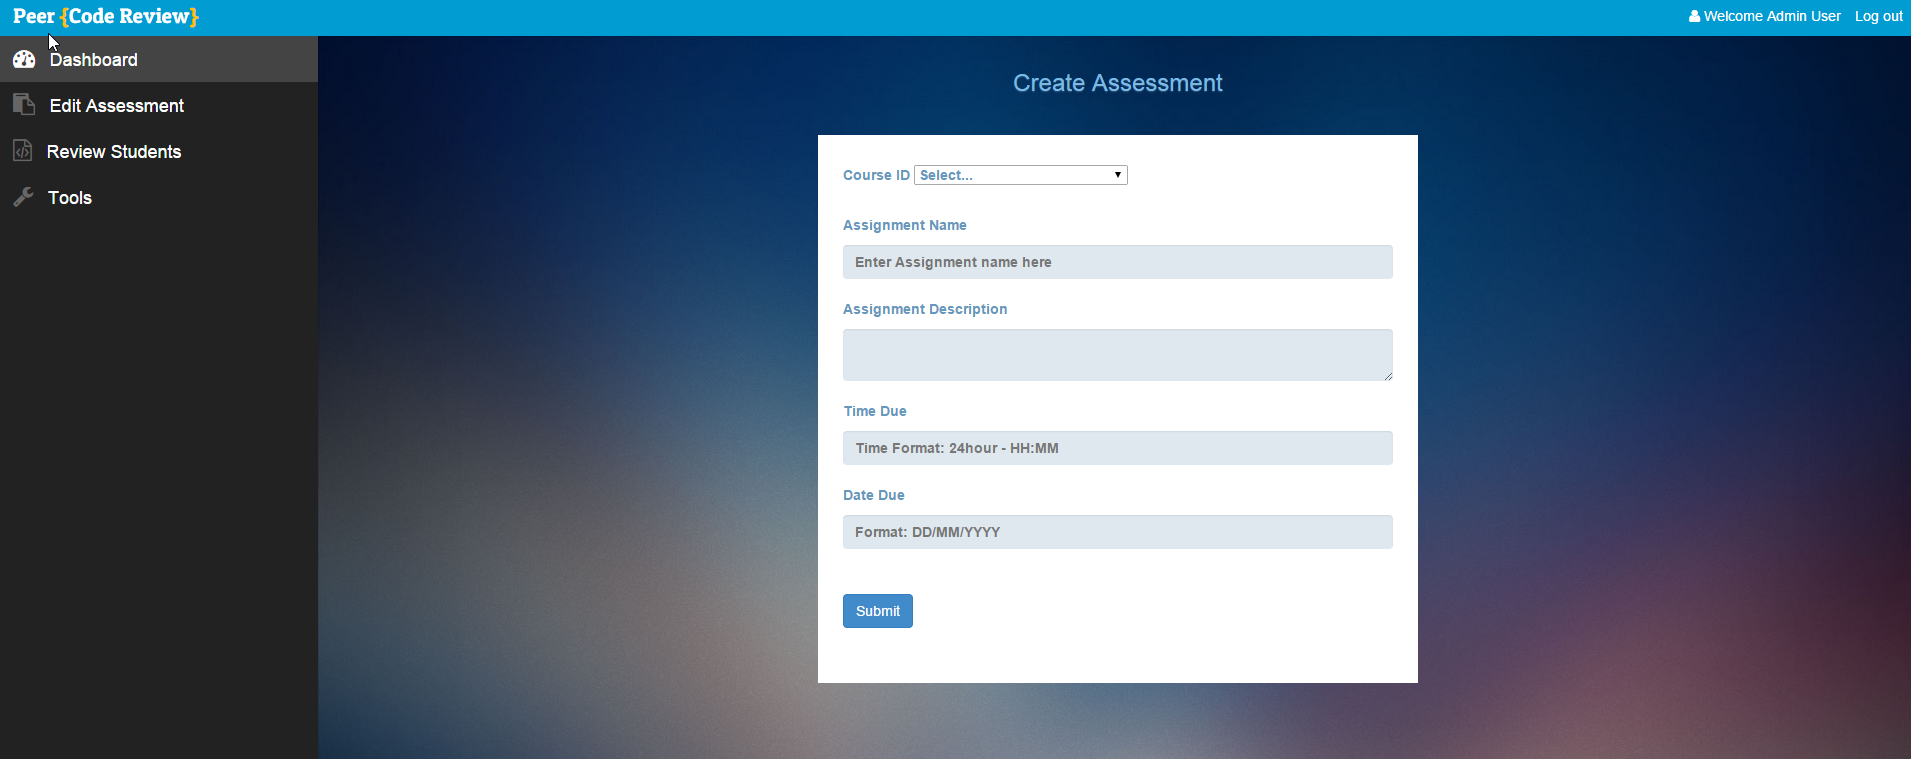 Peer {Code Review}
Welcome Admin User Log out
Dashboard
Edit Assessment
Review Students
Tools
Create Assessment
Course ID Select...
Assignment Name
Enter Assignment name here
Assignment Description
Time Due
Time Format: 24hour - HH:MM
Date Due
Format: DD/MM/YYYY
Submit